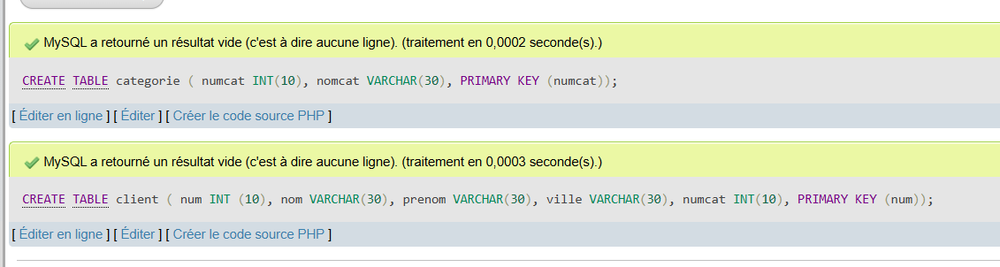 MySQL a retourné un résultat vide (c'est à dire aucune ligne). (traitement en 0,0002 seconde(s).)
CREATE TABLE categorie ( numcat INT(10), nomcat VARCHAR(30), PRIMARY KEY (numcat));
[ Éditer en ligne ] [ Éditer ] [ Créer le code source PHP ]
MySQL a retourné un résultat vide (c'est à dire aucune ligne). (traitement en 0,0003 seconde(s).)
CREATE TABLE client ( num INT (10), nom VARCHAR(30), prenom VARCHAR(30), ville VARCHAR(30), numcat INT(10), PRIMARY KEY (num));
[ Éditer en ligne ] [ Éditer ] [ Créer le code source PHP ]